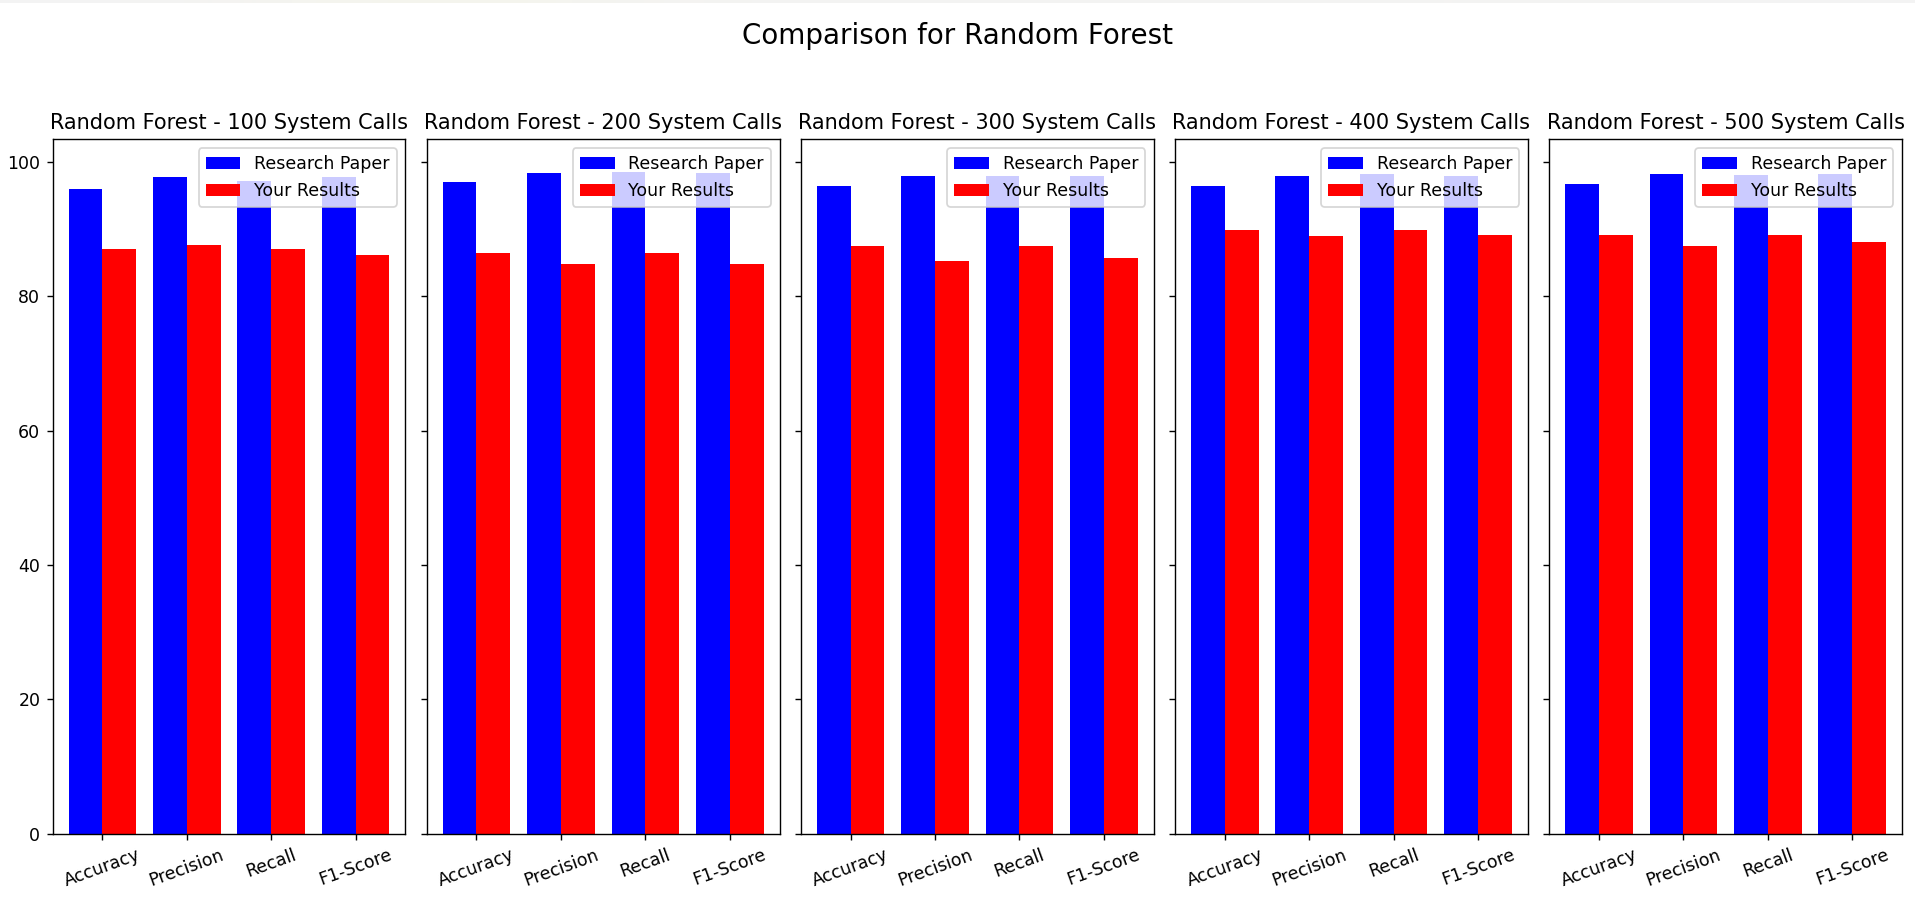 Comparison for Random Forest
Random Forest - 100 System Calls
Random Forest - 200 System Calls
Random Forest - 300 System Calls
Random Forest - 400 System Calls
Random Forest - 500 System Calls
100
80
60
40
20
0
Research Paper
Your Results
Accuracy
Precision
Recall
F1-Score
Research Paper
Your Results
Accuracy
Precision
Recall
F1-Score
Research Paper
Your Results
Accuracy
Precision
Recall
F1-Score
Research Paper
Your Results
Accuracy
Precision
Recall
F1-Score
Research Paper
Your Results
Accuracy
Precision
Recall
F1-Score